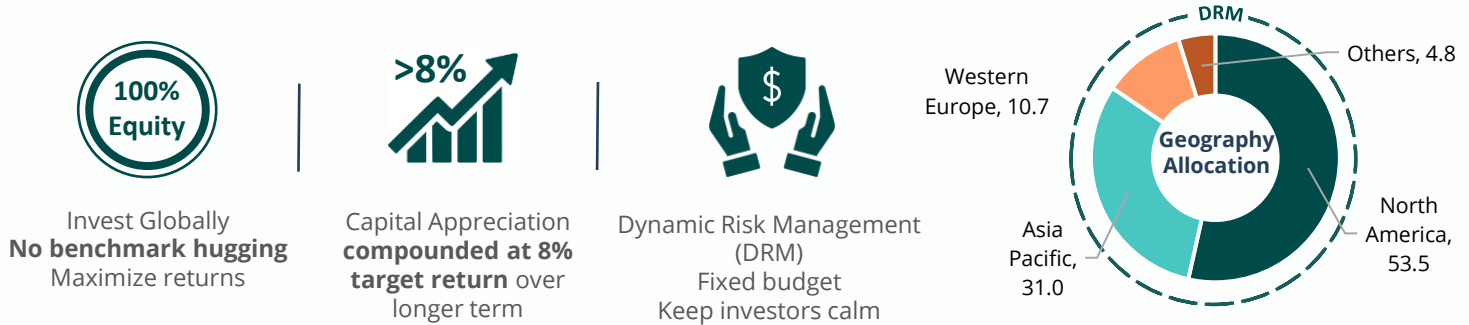 100%
Equity
Invest Globally
No benchmark hugging
Maximize returns
>8%
Capital Appreciation
compounded at 8%
target return over
longer term
$
Dynamic Risk Management
(DRM)
Fixed budget
Keep investors calm
DRM
Others, 4.8
Western
Europe, 10.7
Geography
Allocation
Asia
Pacific,
31.0
North
America,
53.5